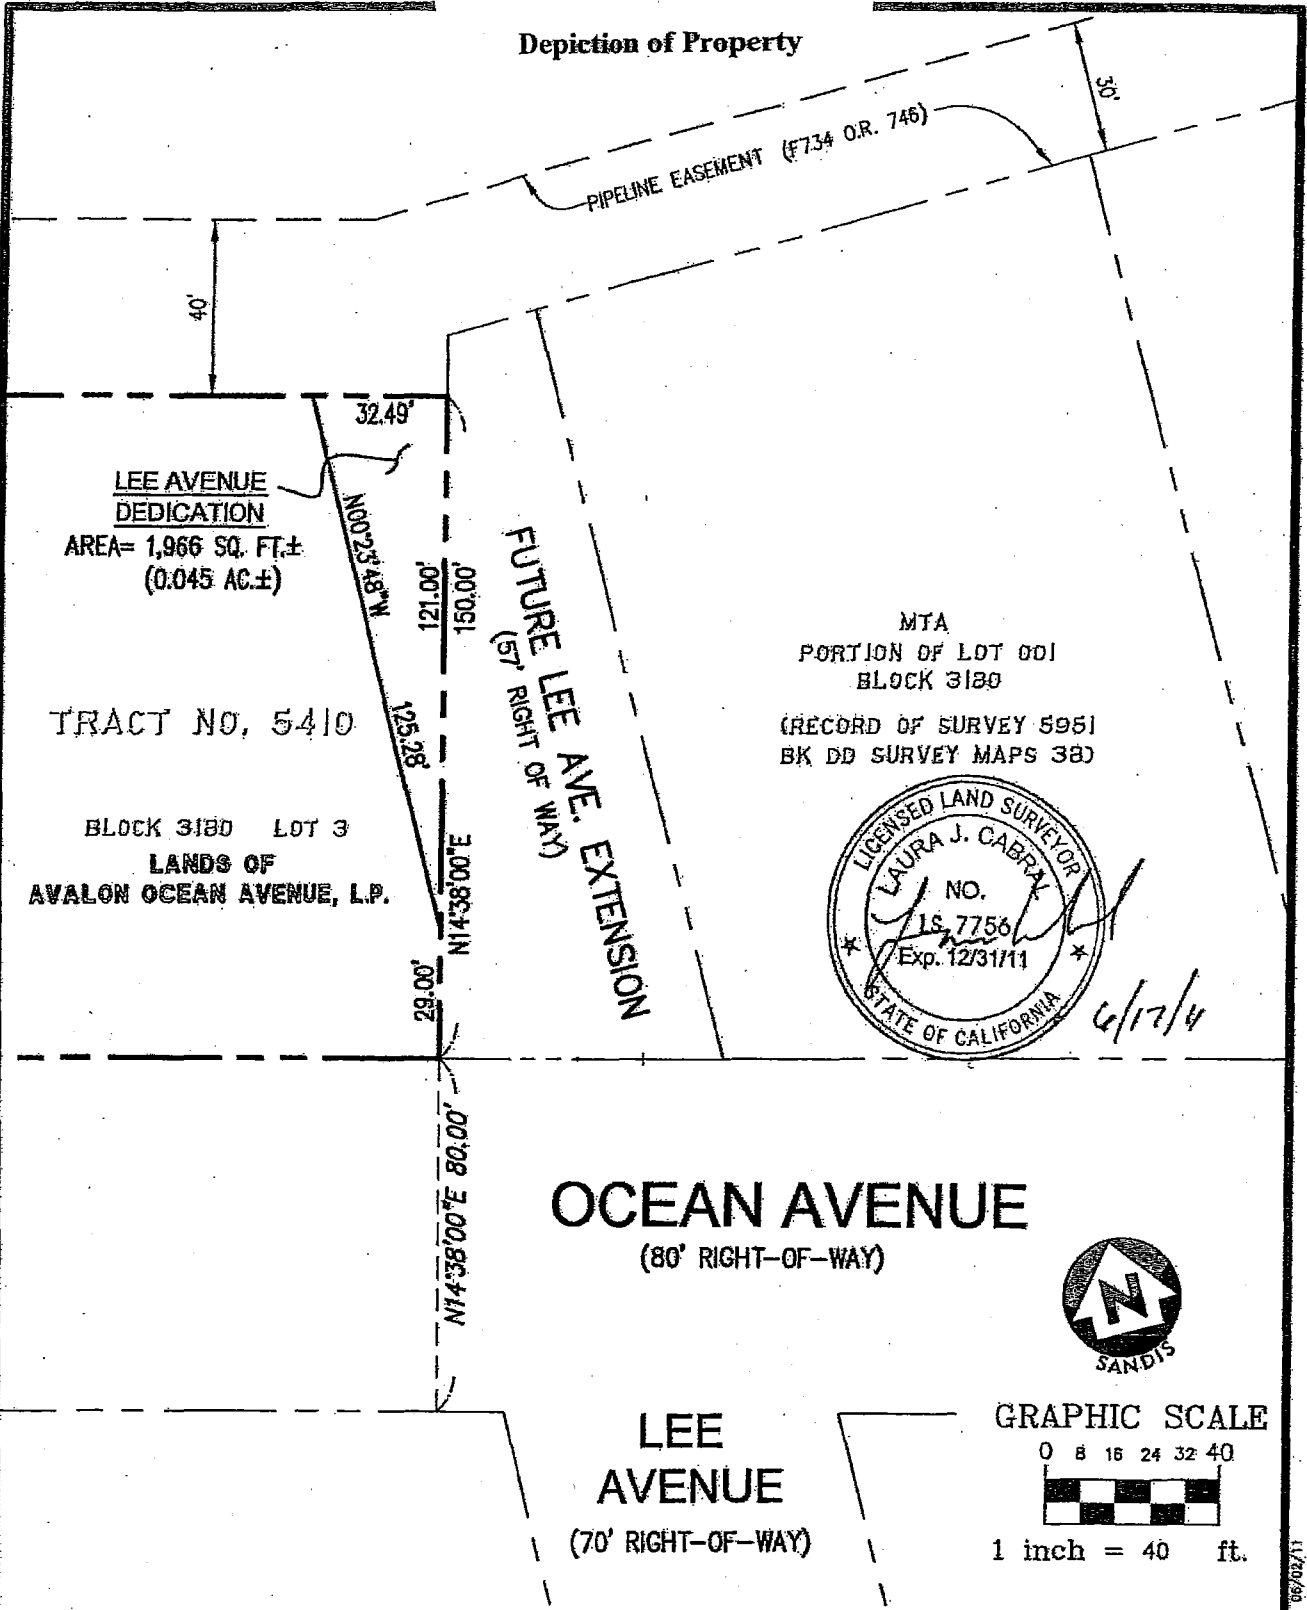 Depiction of Property
30'
PIPELINE EASEMENT (F734 O.R. 746)
40'
32.49'
LEE AVENUE
DEDICATION
AREA= 1,966 SQ. FT.±
(0.045 AC.±)
N00°23'48"W
125.28'
121.00'
150.00'
N14°38'00"E
29.00'
FUTURE LEE AVE. EXTENSION
(57' RIGHT OF WAY)
MTA
PORTION OF LOT 001
BLOCK 3180
(RECORD OF SURVEY 5951
BK DD SURVEY MAPS 38)
TRACT NO. 5410
BLOCK 3180 LOT 3
LANDS OF
AVALON OCEAN AVENUE, L.P.
LICENSED LAND SURVEYOR
LAURA J. CABRAL
NO.
LS 7756
Exp. 12/31/11
STATE OF CALIFORNIA
6/17/11
N14°38'00"E 80.00'
OCEAN AVENUE
(80' RIGHT-OF-WAY)
N
SANDIS
LEE
AVENUE
(70' RIGHT-OF-WAY)
GRAPHIC SCALE
0 8 16 24 32 40
1 inch = 40 ft.
06/02/11